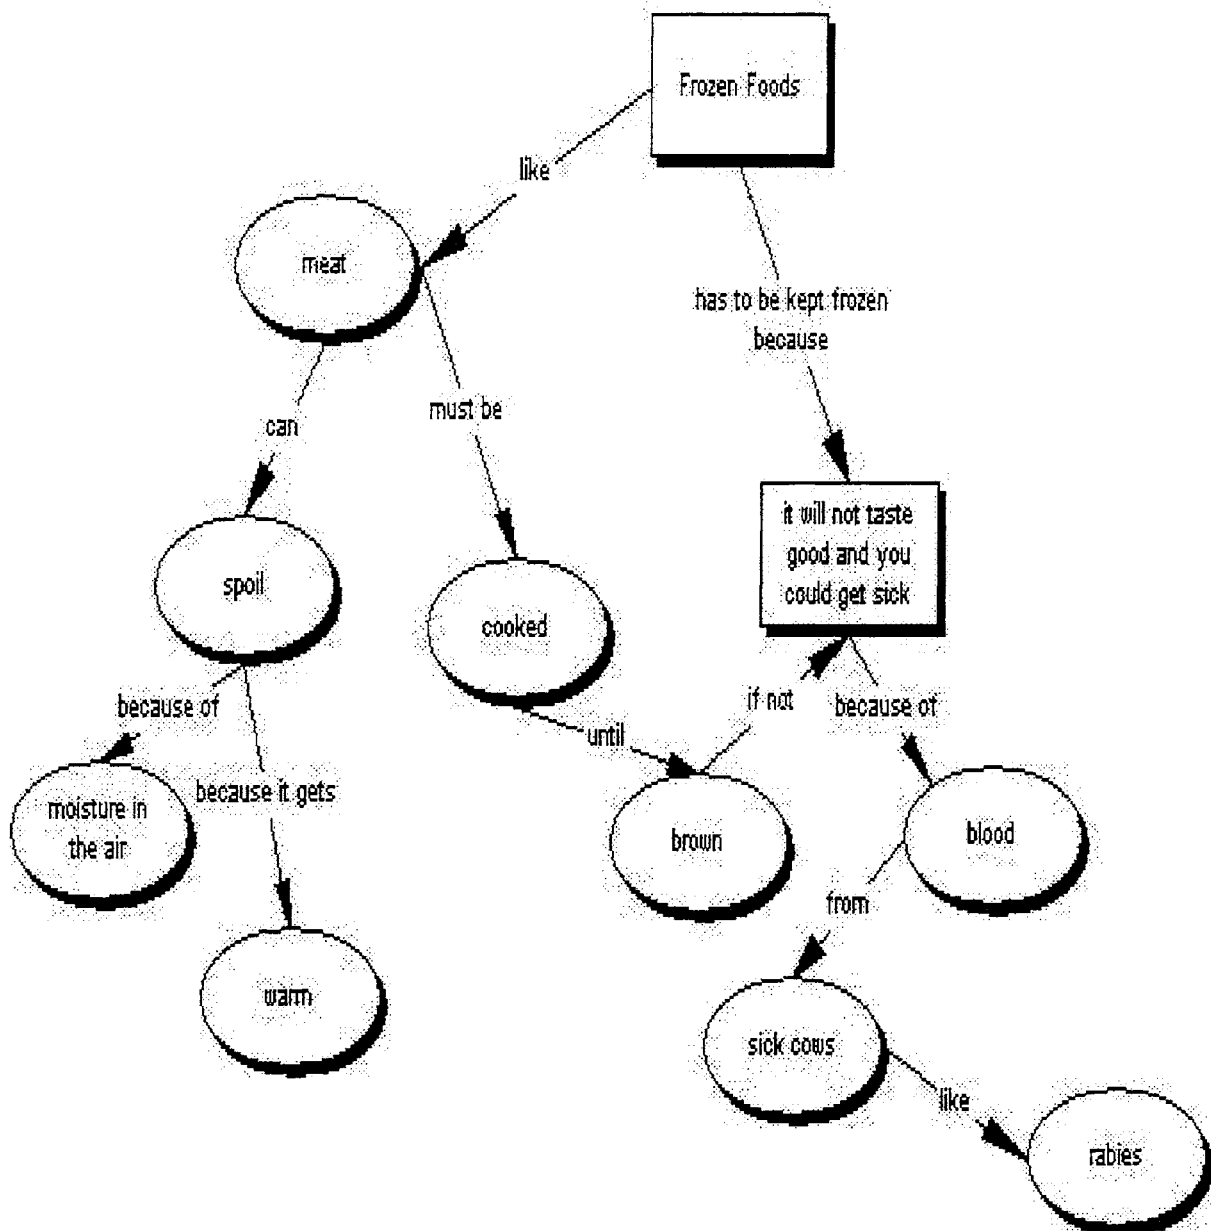 Frozen Foods
like
meat
has to be kept frozen
because
can
must be
it will not taste
good and you
could get sick
spoil
cooked
because of
if not
because of
until
because it gets
moisture in
the air
brown
blood
from
warm
sick cows
like
rabies